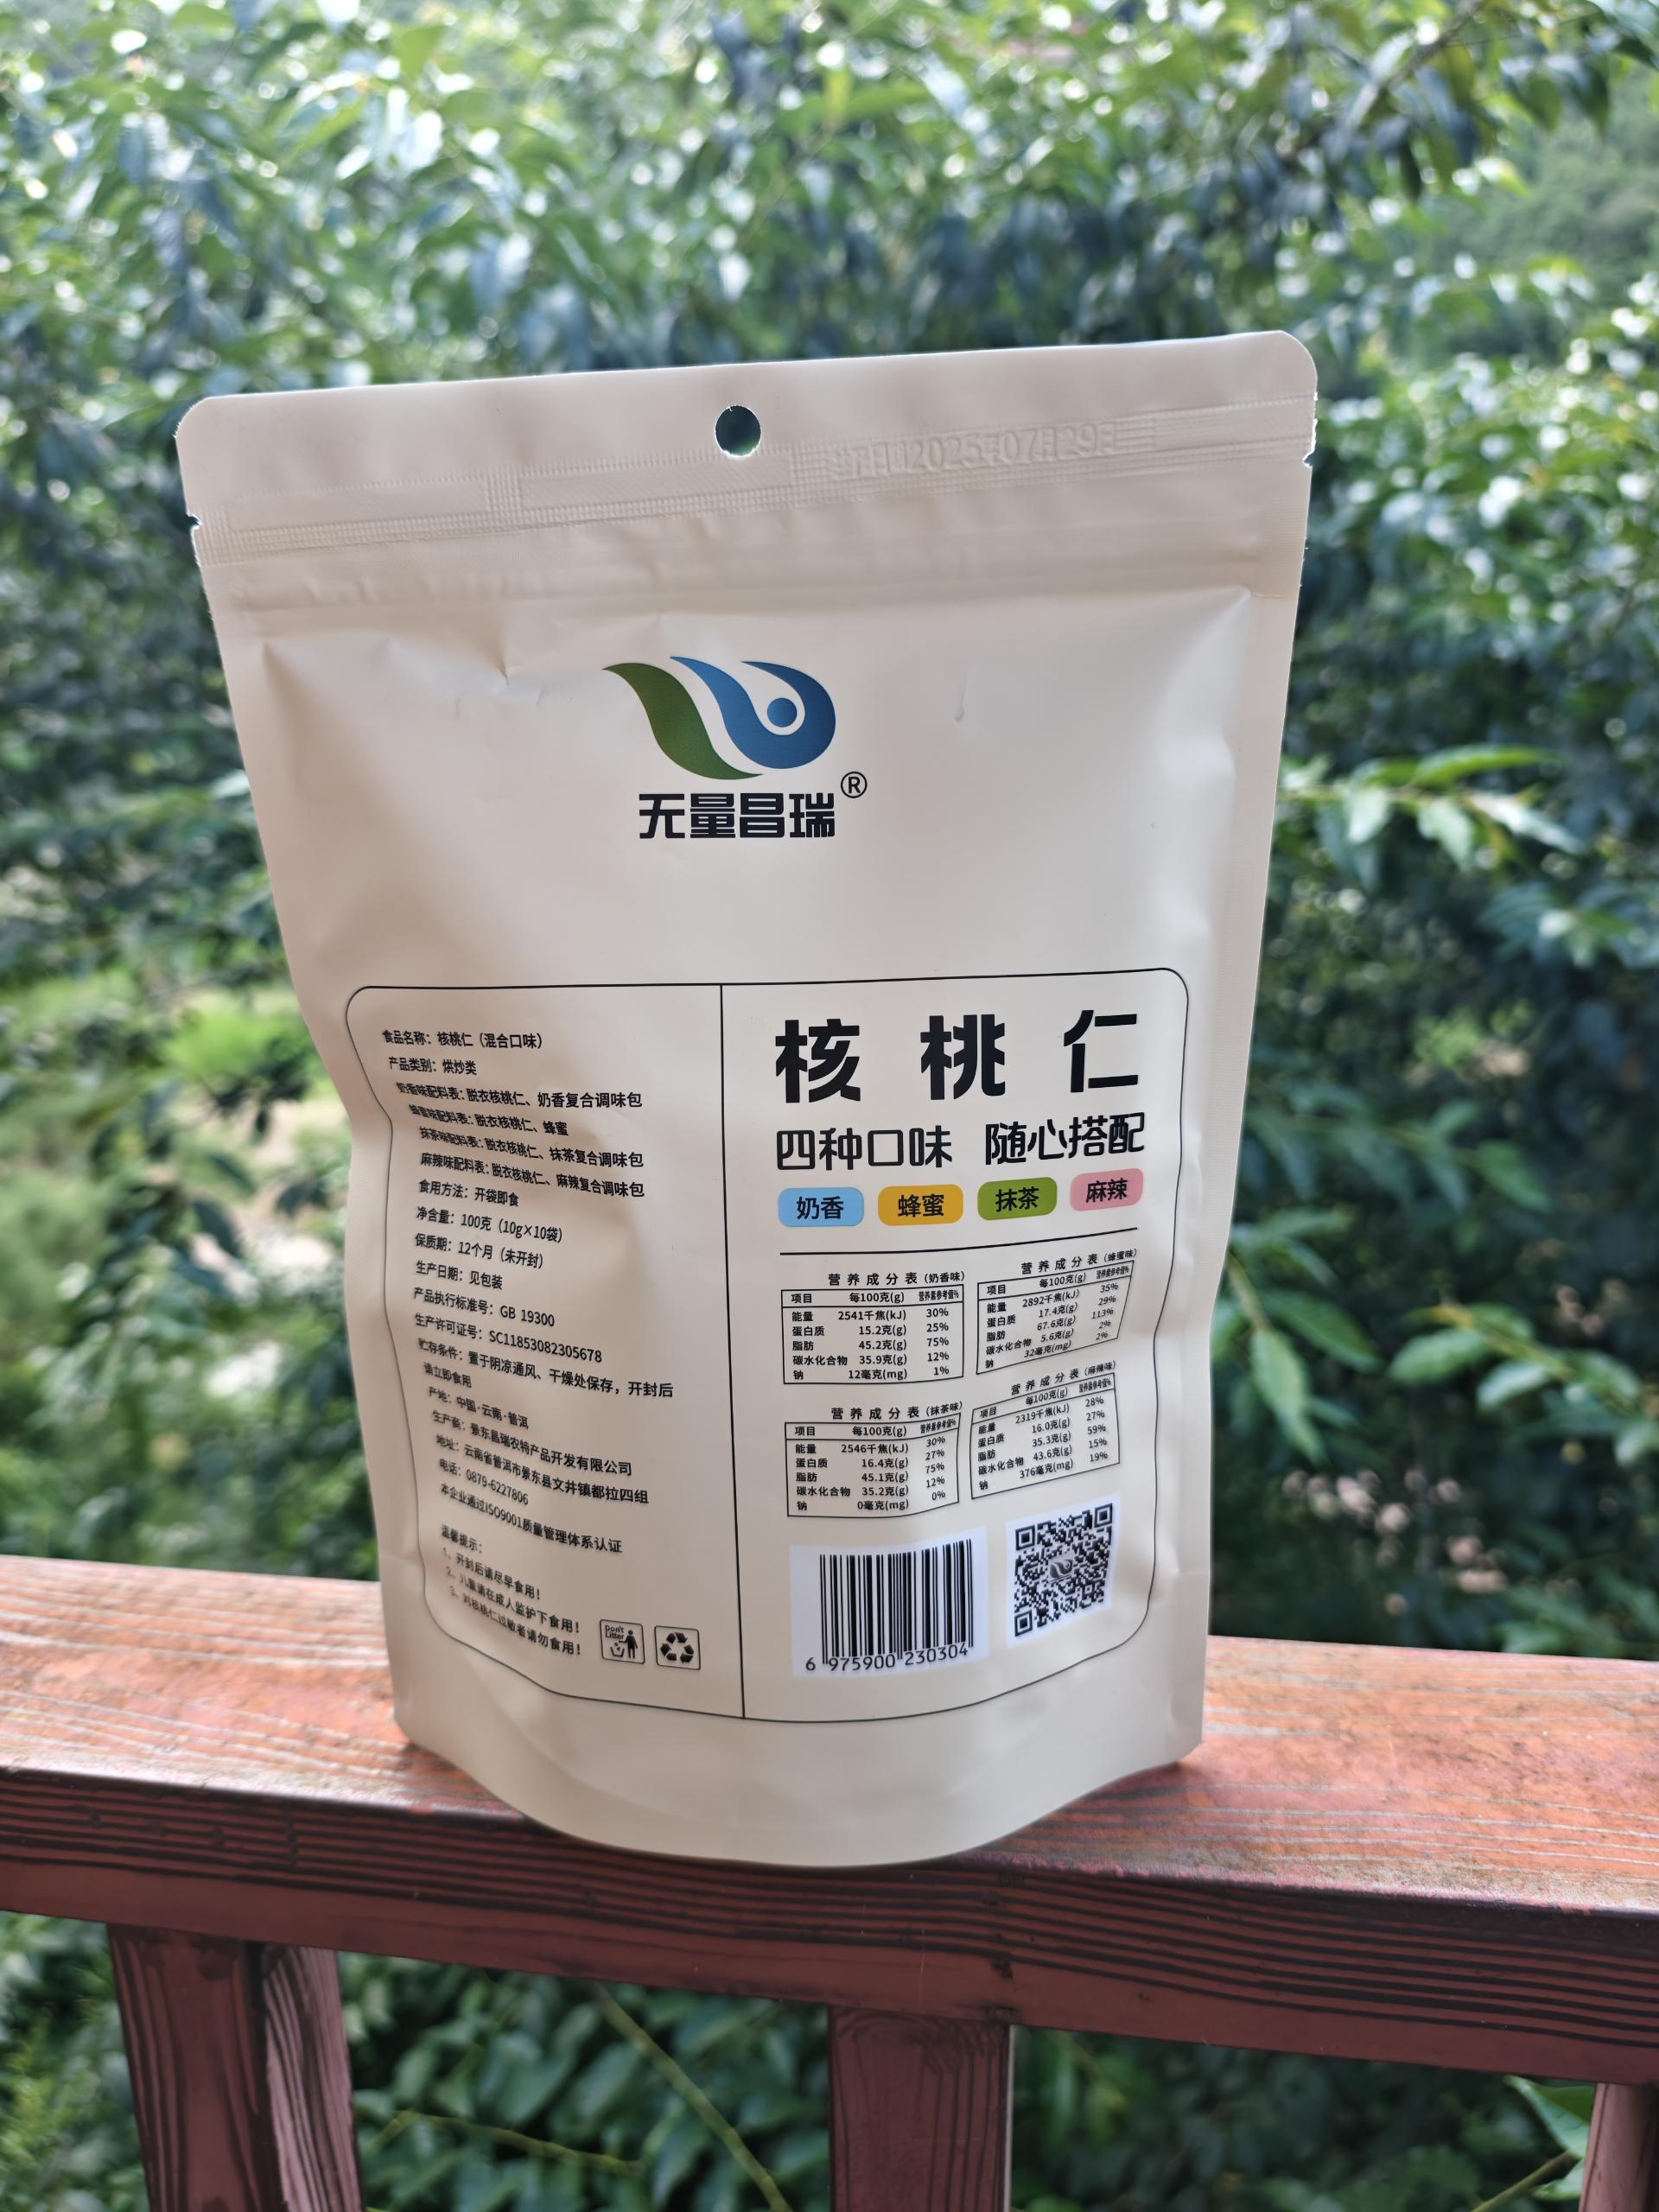 2025年07月29日
无量昌瑞®
食品名称：核桃仁（混合口味）
产品类别：烘炒类
奶香味配料表：脱衣核桃仁、奶香复合调味包
蜂蜜味配料表：脱衣核桃仁、蜂蜜
抹茶味配料表：脱衣核桃仁、抹茶复合调味包
麻辣味配料表：脱衣核桃仁、麻辣复合调味包
食用方法：开袋即食
净含量：100克（10g×10袋）
保质期：12个月（未开封）
生产日期：见包装
产品执行标准号：GB 19300
生产许可证号：SC11853082305678
贮存条件：置于阴凉通风、干燥处保存，开封后
请立即食用
产地：中国·云南·普洱
生产商：景东昌瑞农特产品开发有限公司
地址：云南省普洱市景东县文井镇都拉四组
电话：0879-6227806
本企业通过ISO9001质量管理体系认证
温馨提示：
1、开封后请尽早食用！
2、儿童请在成人监护下食用！
3、对核桃仁过敏者请勿食用！
Don't
Litter
核桃仁
四种口味 随心搭配
奶香 蜂蜜 抹茶 麻辣
营养成分表（奶香味）
项目 每100克(g) 营养素参考值%
能量 2541千焦(kJ) 30%
蛋白质 15.2克(g) 25%
脂肪 45.2克(g) 75%
碳水化合物 35.9克(g) 12%
钠 12毫克(mg) 1%
营养成分表（蜂蜜味）
项目 每100克(g) 营养素参考值%
能量 2892千焦(kJ) 35%
蛋白质 17.4克(g) 29%
脂肪 67.6克(g) 113%
碳水化合物 5.6克(g) 2%
钠 32毫克(mg) 2%
营养成分表（抹茶味）
项目 每100克(g) 营养素参考值%
能量 2546千焦(kJ) 30%
蛋白质 16.4克(g) 27%
脂肪 45.1克(g) 75%
碳水化合物 35.2克(g) 12%
钠 0毫克(mg) 0%
营养成分表（麻辣味）
项目 每100克(g) 营养素参考值%
能量 2319千焦(kJ) 28%
蛋白质 16.0克(g) 27%
脂肪 35.3克(g) 59%
碳水化合物 43.6克(g) 15%
钠 376毫克(mg) 19%
6 975900 230304